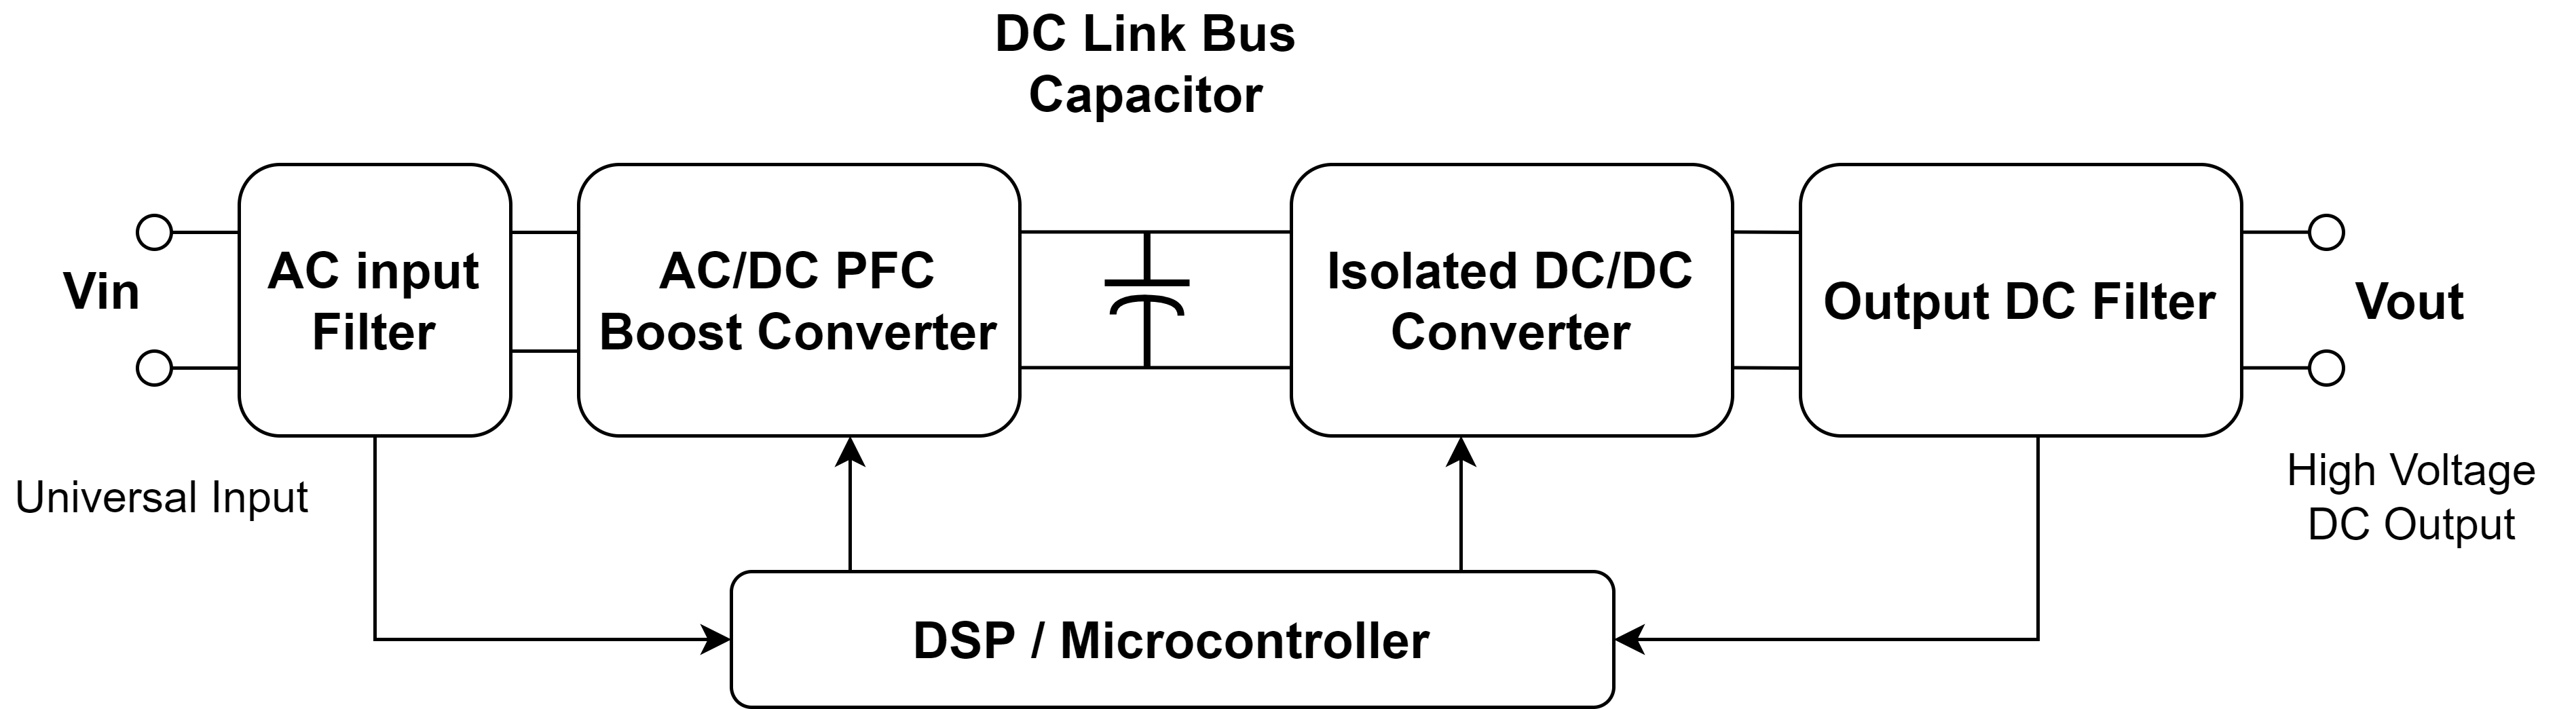 DC Link Bus
Capacitor
Vin
AC input
Filter
AC/DC PFC
Boost Converter
Isolated DC/DC
Converter
Output DC Filter
Vout
Universal Input
High Voltage
DC Output
DSP / Microcontroller